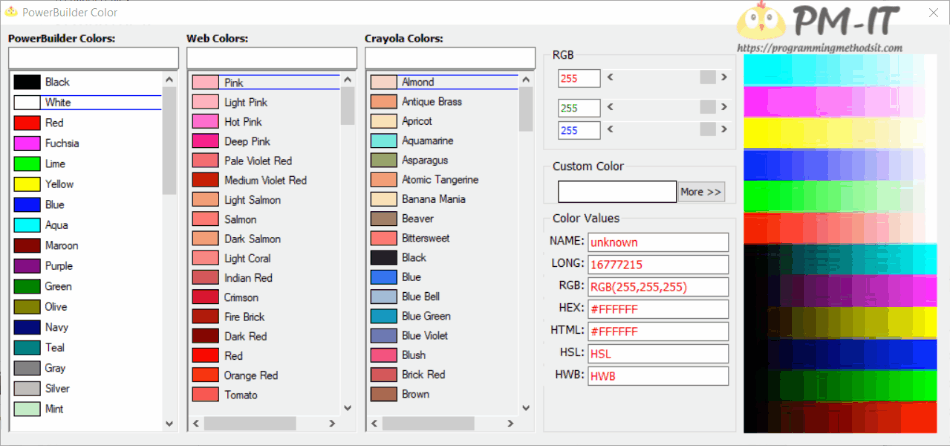 PowerBuilder Color
PM-IT
https://programmingmethodsit.com
PowerBuilder Colors:
Black
White
Red
Fuchsia
Lime
Yellow
Blue
Aqua
Maroon
Purple
Green
Olive
Navy
Teal
Gray
Silver
Mint
Web Colors:
Pink
Light Pink
Hot Pink
Deep Pink
Pale Violet Red
Medium Violet Red
Light Salmon
Salmon
Dark Salmon
Light Coral
Indian Red
Crimson
Fire Brick
Dark Red
Red
Orange Red
Tomato
Crayola Colors:
Almond
Antique Brass
Apricot
Aquamarine
Asparagus
Atomic Tangerine
Banana Mania
Beaver
Bittersweet
Black
Blue
Blue Bell
Blue Green
Blue Violet
Blush
Brick Red
Brown
RGB
255
255
255
Custom Color
More >>
Color Values
NAME: unknown
LONG: 16777215
RGB: RGB(255,255,255)
HEX: #FFFFFF
HTML: #FFFFFF
HSL: HSL
HWB: HWB